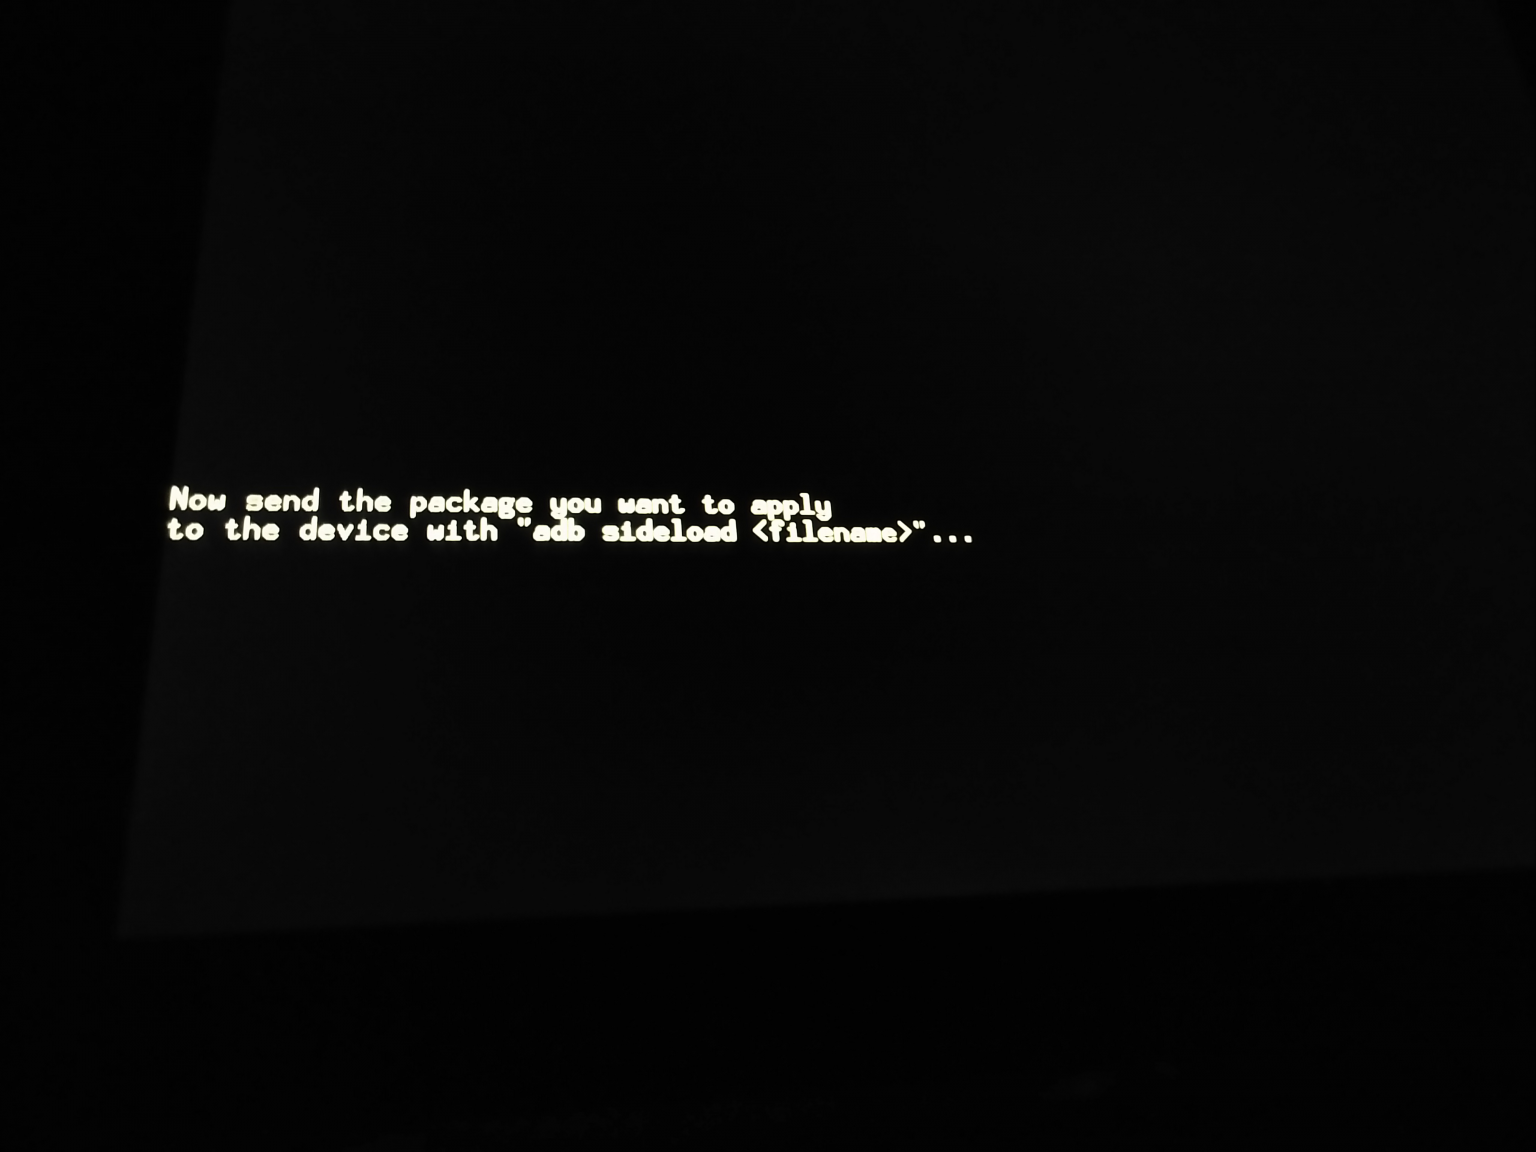 Now send the package you want to apply
to the device with "adb sideload <filename>"...